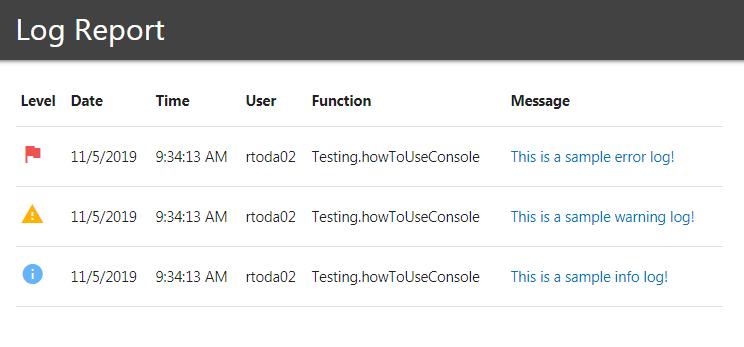 Log Report
Level Date Time User Function Message
11/5/2019 9:34:13 AM rtoda02 Testing.howToUseConsole This is a sample error log!
11/5/2019 9:34:13 AM rtoda02 Testing.howToUseConsole This is a sample warning log!
11/5/2019 9:34:13 AM rtoda02 Testing.howToUseConsole This is a sample info log!